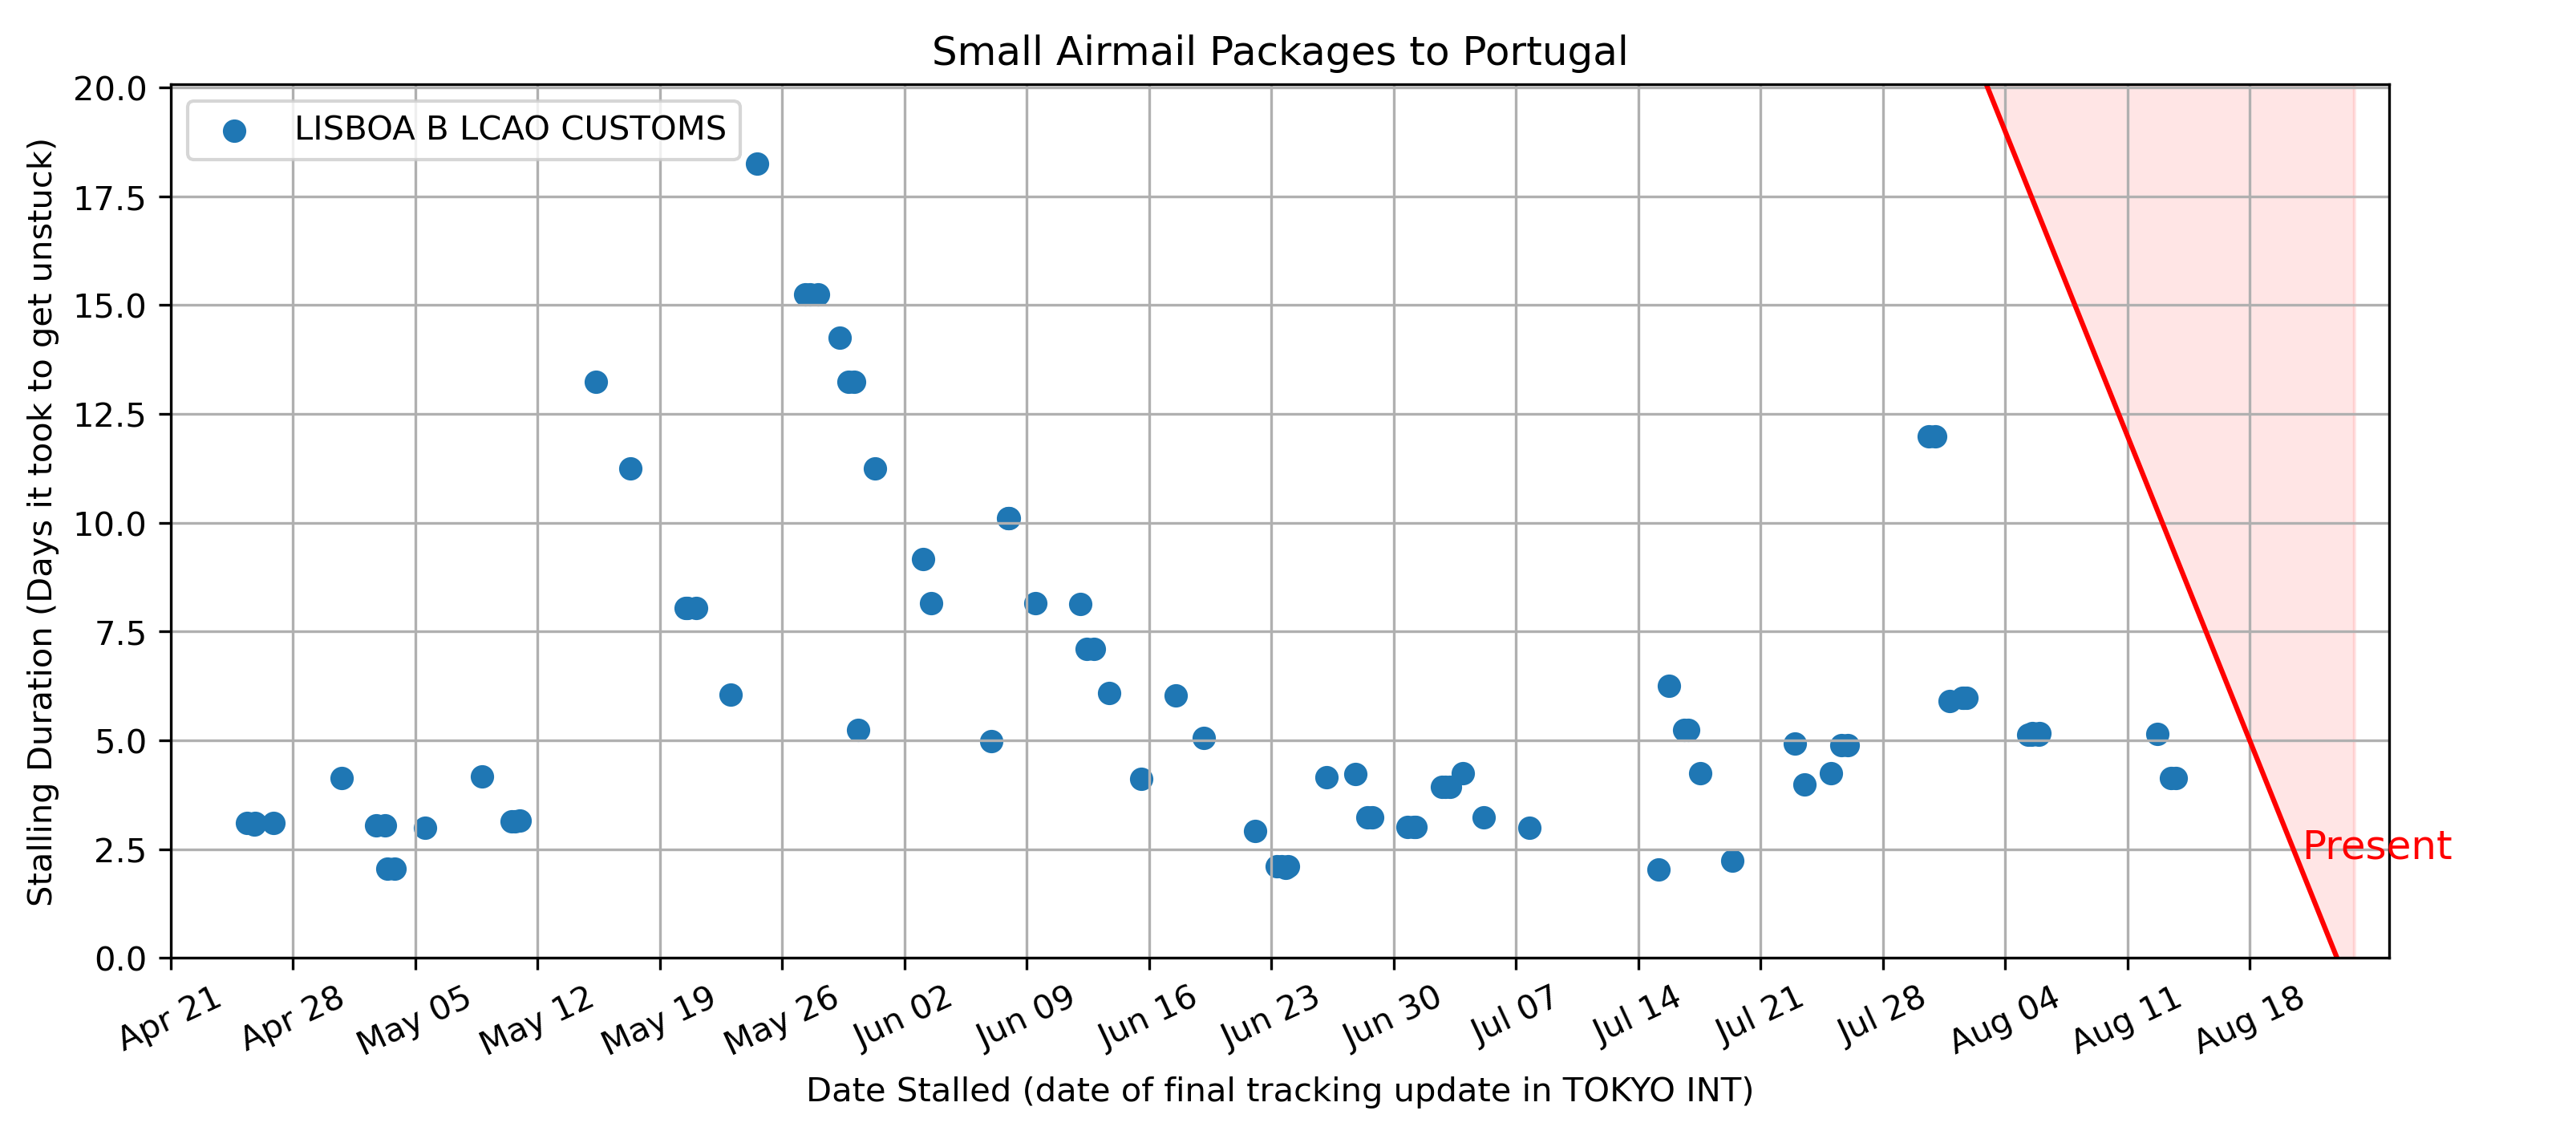 Small Airmail Packages to Portugal
LISBOA B LCAO CUSTOMS
Stalling Duration (Days it took to get unstuck)
20.0
17.5
15.0
12.5
10.0
7.5
5.0
2.5
0.0
Present
Apr 21
Apr 28
May 05
May 12
May 19
May 26
Jun 02
Jun 09
Jun 16
Jun 23
Jun 30
Jul 07
Jul 14
Jul 21
Jul 28
Aug 04
Aug 11
Aug 18
Date Stalled (date of final tracking update in TOKYO INT)